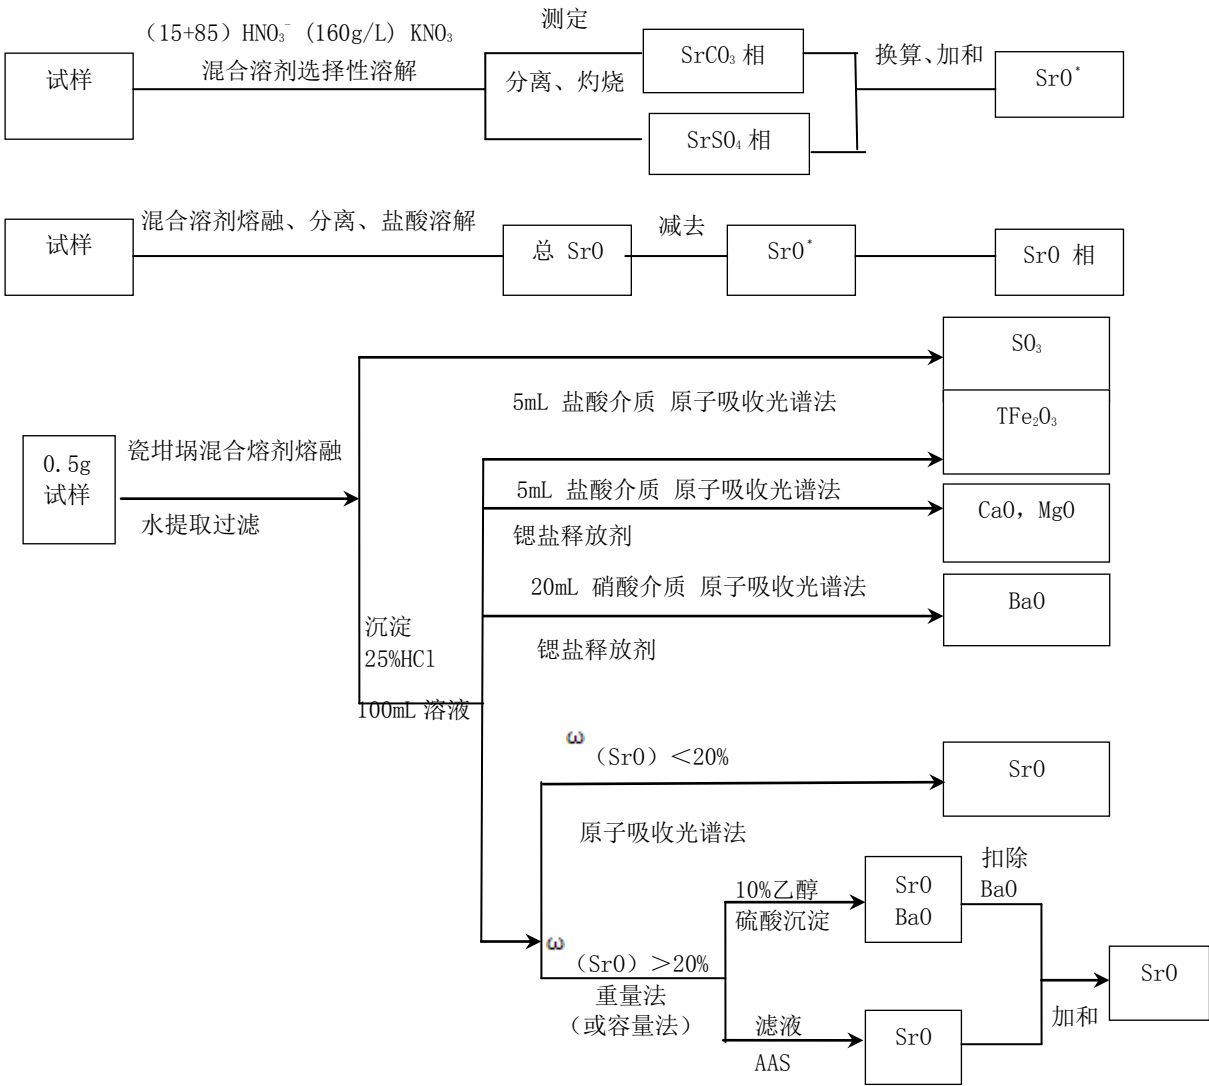 （15+85）HNO₃⁻ (160g/L) KNO₃
测定
试样
混合溶剂选择性溶解
分离、灼烧
SrCO₃ 相
换算、加和
SrO*
SrSO₄ 相
试样
混合溶剂熔融、分离、盐酸溶解
总 SrO
减去
SrO*
SrO 相
SO₃
5mL 盐酸介质 原子吸收光谱法
TFe₂O₃
0.5g
试样
瓷坩埚混合熔剂熔融
水提取过滤
5mL 盐酸介质 原子吸收光谱法
CaO，MgO
锶盐释放剂
20mL 硝酸介质 原子吸收光谱法
BaO
锶盐释放剂
沉淀
25%HCl
100mL 溶液
ω（SrO）＜20%
SrO
原子吸收光谱法
10%乙醇
硫酸沉淀
SrO
BaO
扣除
BaO
ω（SrO）＞20%
重量法
（或容量法）
滤液
AAS
SrO
加和
SrO